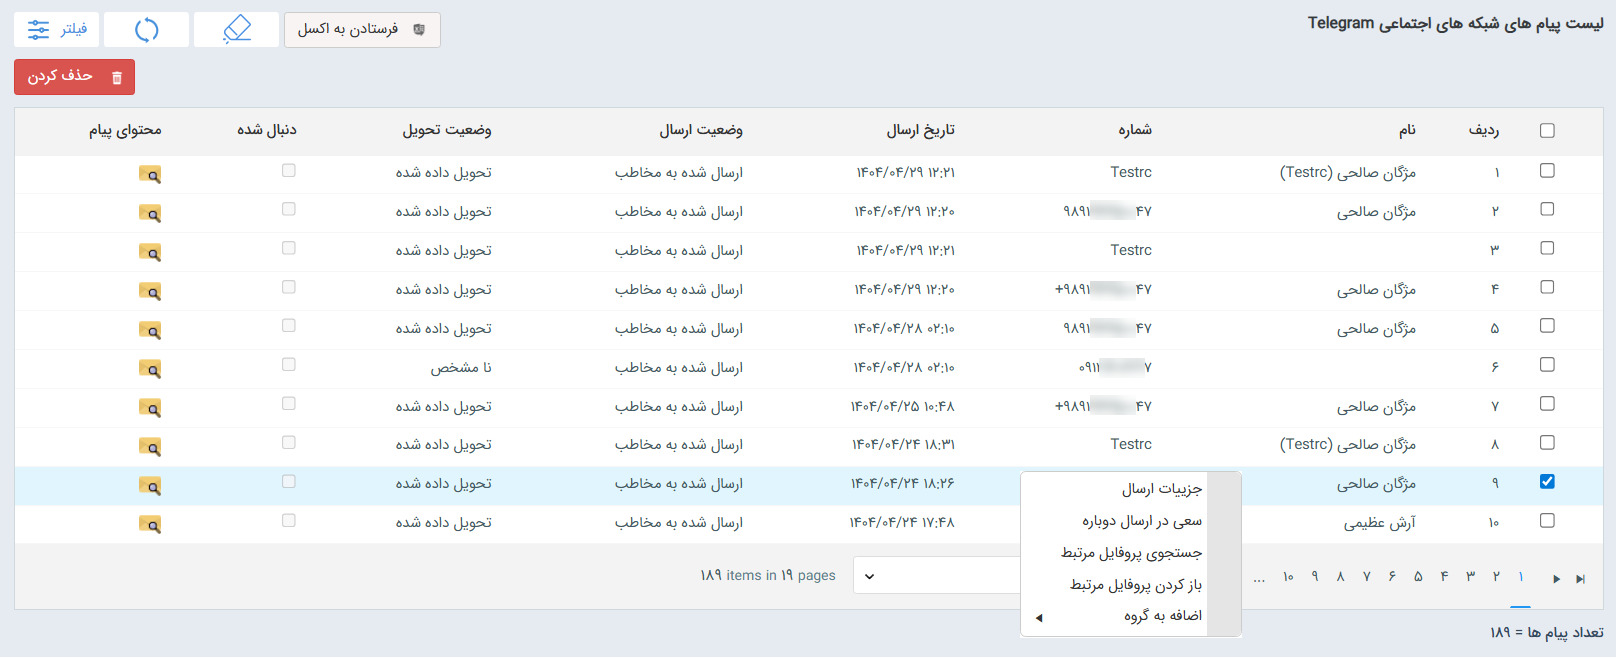 لیست پیام های شبکه های اجتماعی Telegram
فرستادن به اکسل
فیلتر
حذف کردن
ردیف نام شماره تاریخ ارسال وضعیت ارسال وضعیت تحویل دنبال شده محتوای پیام
۱ مژگان صالحی (Testrc) Testrc ۱۴۰۴/۰۴/۲۹ ۱۲:۲۱ ارسال شده به مخاطب تحویل داده شده
۲ مژگان صالحی ۹۸۹۱ ۴۷ ۱۴۰۴/۰۴/۲۹ ۱۲:۲۰ ارسال شده به مخاطب تحویل داده شده
۳ Testrc ۱۴۰۴/۰۴/۲۹ ۱۲:۲۱ ارسال شده به مخاطب تحویل داده شده
۴ مژگان صالحی +۹۸۹۱ ۴۷ ۱۴۰۴/۰۴/۲۹ ۱۲:۲۰ ارسال شده به مخاطب تحویل داده شده
۵ مژگان صالحی ۹۸۹۱ ۴۷ ۱۴۰۴/۰۴/۲۸ ۰۲:۱۰ ارسال شده به مخاطب تحویل داده شده
۶ ۰۹۱۲ ۷ ۱۴۰۴/۰۴/۲۸ ۰۲:۱۰ ارسال شده به مخاطب نا مشخص
۷ مژگان صالحی +۹۸۹۱ ۴۷ ۱۴۰۴/۰۴/۲۵ ۱۰:۴۸ ارسال شده به مخاطب تحویل داده شده
۸ مژگان صالحی (Testrc) Testrc ۱۴۰۴/۰۴/۲۴ ۱۸:۳۱ ارسال شده به مخاطب تحویل داده شده
۹ مژگان صالحی ۱۴۰۴/۰۴/۲۴ ۱۸:۲۶ ارسال شده به مخاطب تحویل داده شده
۱۰ آرش عظیمی ۱۴۰۴/۰۴/۲۴ ۱۷:۴۸ ارسال شده به مخاطب تحویل داده شده
جزییات ارسال
سعی در ارسال دوباره
جستجوی پروفایل مرتبط
باز کردن پروفایل مرتبط
اضافه به گروه
۱ ۲ ۳ ۴ ۵ ۶ ۷ ۸ ۹ ۱۰ ...
۱۸۹ items in ۱۹ pages
تعداد پیام ها = ۱۸۹